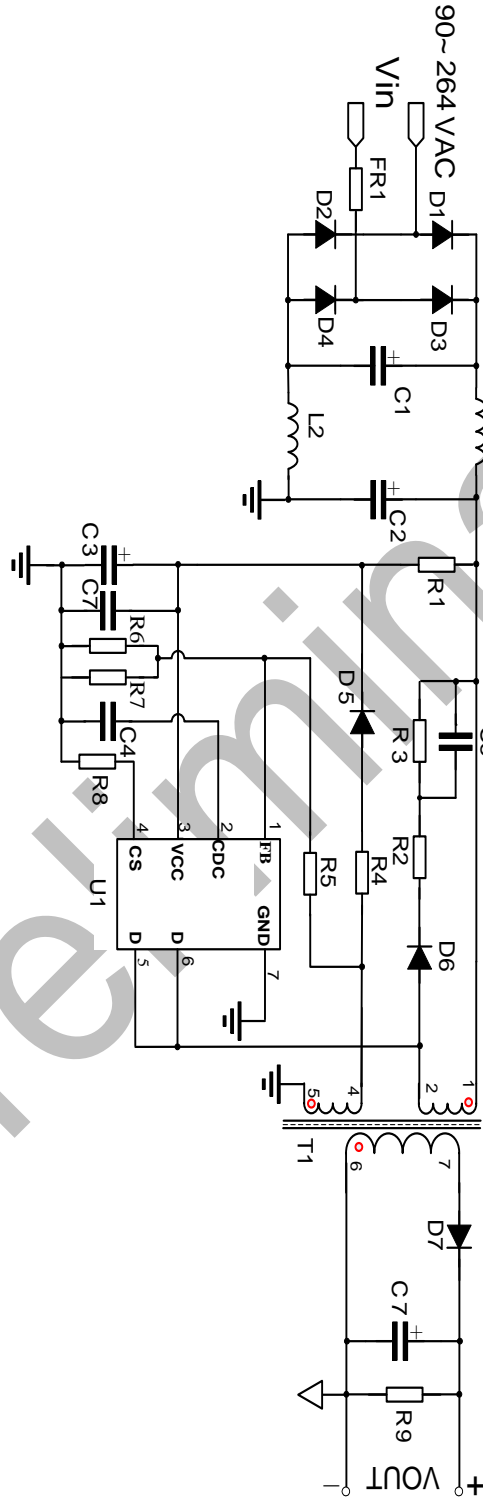 90~ 264 VAC
Vin
FR1
D2
D1
D4
D3
C1
L2
C2
C3
C7
R6
R7
C4
R8
R1
D5
R4
R5
R3
R2
D6
4
3
2
1
CS
VCC
CDC
FB
U1
D
D
GND
5
6
7
5
4
2
1
T1
6
7
D7
C7
R9
VOUT
+
-